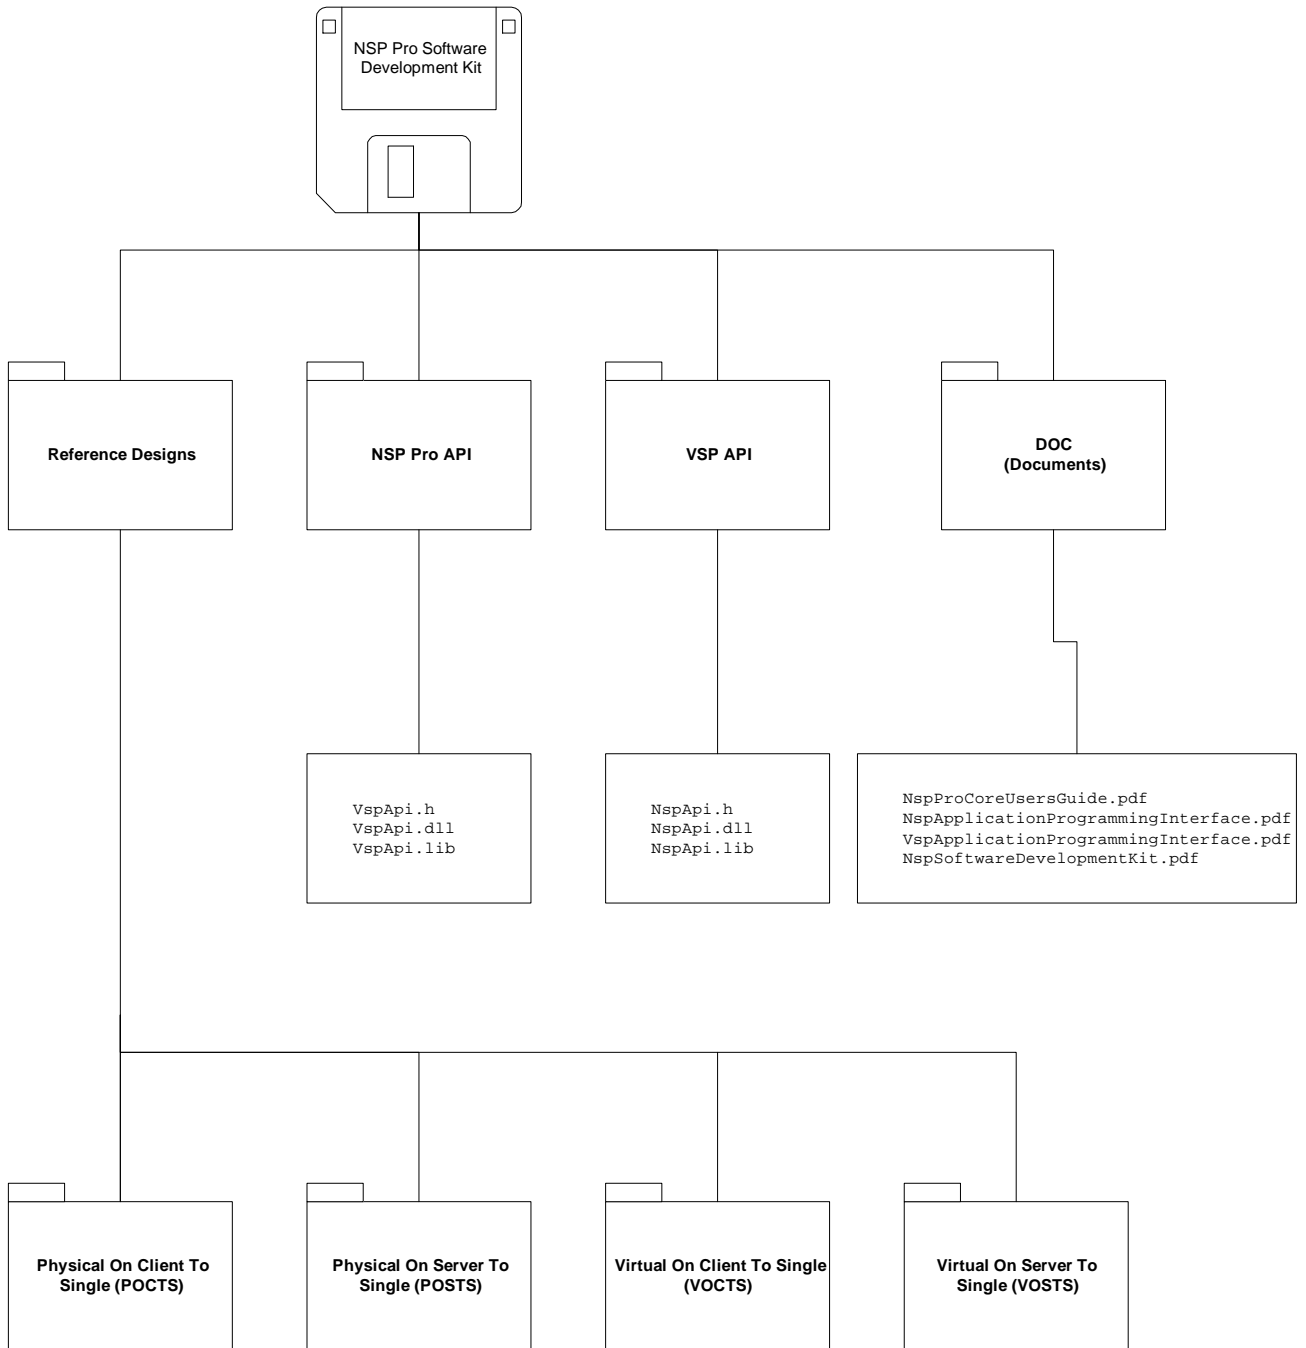 NSP Pro Software
Development Kit
Reference Designs
NSP Pro API
VSP API
DOC
(Documents)
VspApi.h
VspApi.dll
VspApi.lib
NspApi.h
NspApi.dll
NspApi.lib
NspProCoreUsersGuide.pdf
NspApplicationProgrammingInterface.pdf
VspApplicationProgrammingInterface.pdf
NspSoftwareDevelopmentKit.pdf
Physical On Client To
Single (POCTS)
Physical On Server To
Single (POSTS)
Virtual On Client To Single
(VOCTS)
Virtual On Server To
Single (VOSTS)